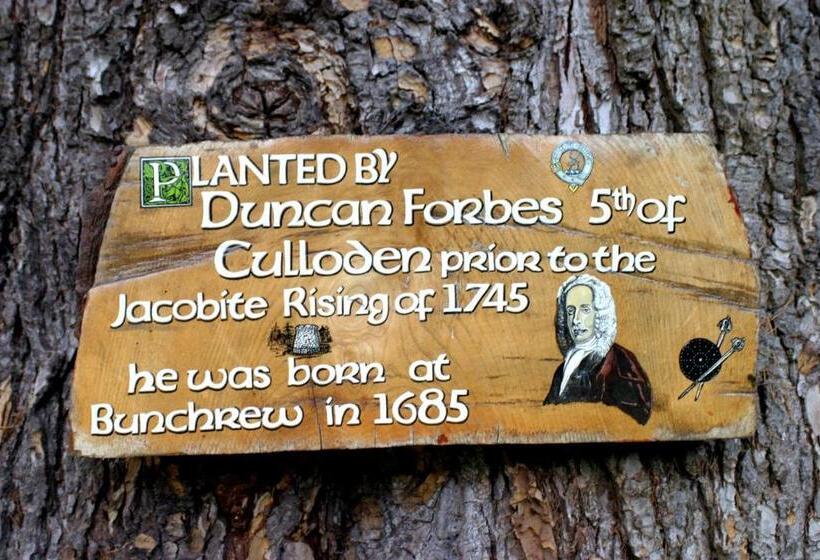 PLANTED BY
Duncan Forbes 5th of
Culloden prior to the
Jacobite Rising of 1745
he was born at
Bunchrew in 1685